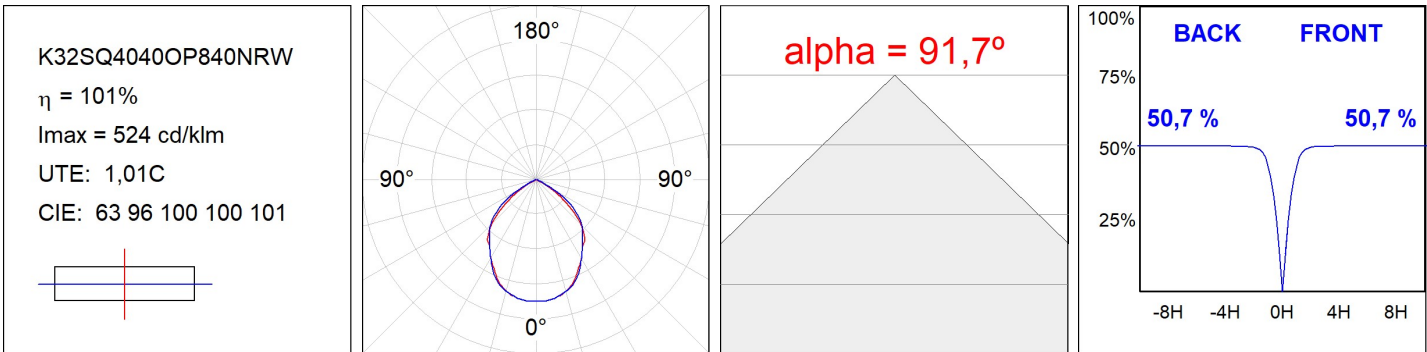 K32SQ4040OP840NRW
η = 101%
Imax = 524 cd/klm
UTE: 1,01C
CIE: 63 96 100 100 101
180°
90°
90°
0°
alpha = 91,7º
100%
BACK
FRONT
75%
50,7 %
50,7 %
50%
25%
-8H
-4H
0H
4H
8H